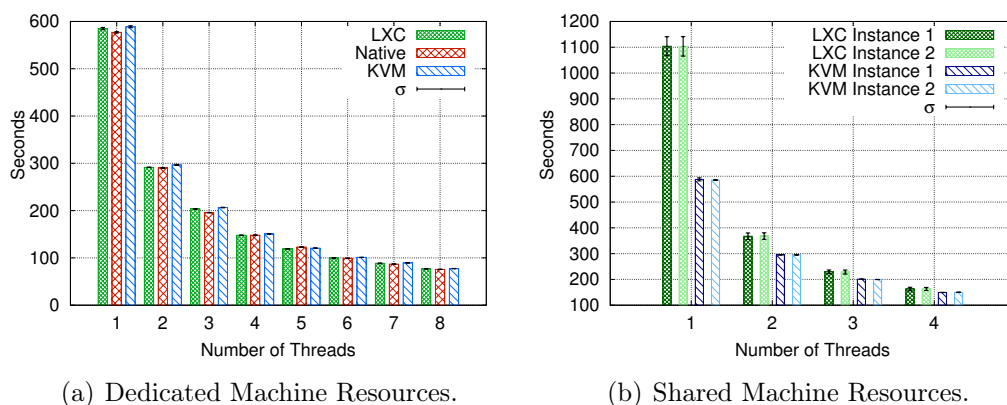 600
500
400
300
200
100
0
Seconds
LXC
Native
KVM
σ
1 2 3 4 5 6 7 8
Number of Threads
(a) Dedicated Machine Resources.
1200
1100
1000
900
800
700
600
500
400
300
200
100
Seconds
LXC Instance 1
LXC Instance 2
KVM Instance 1
KVM Instance 2
σ
1 2 3 4
Number of Threads
(b) Shared Machine Resources.